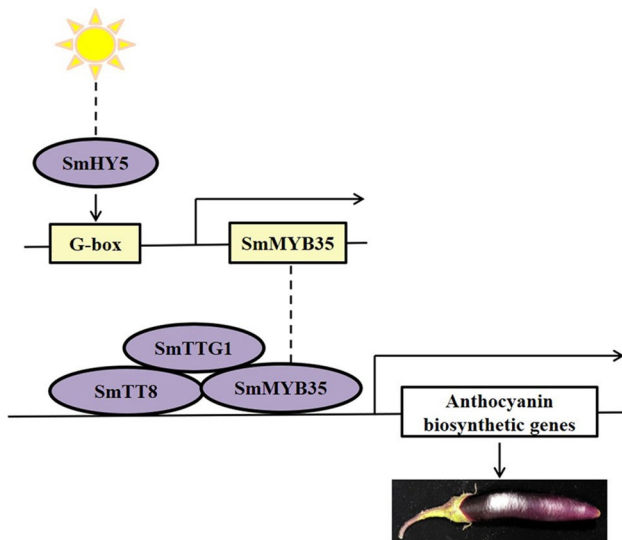 SmHY5
G-box
SmMYB35
SmTTG1
SmTT8
SmMYB35
Anthocyanin
biosynthetic genes